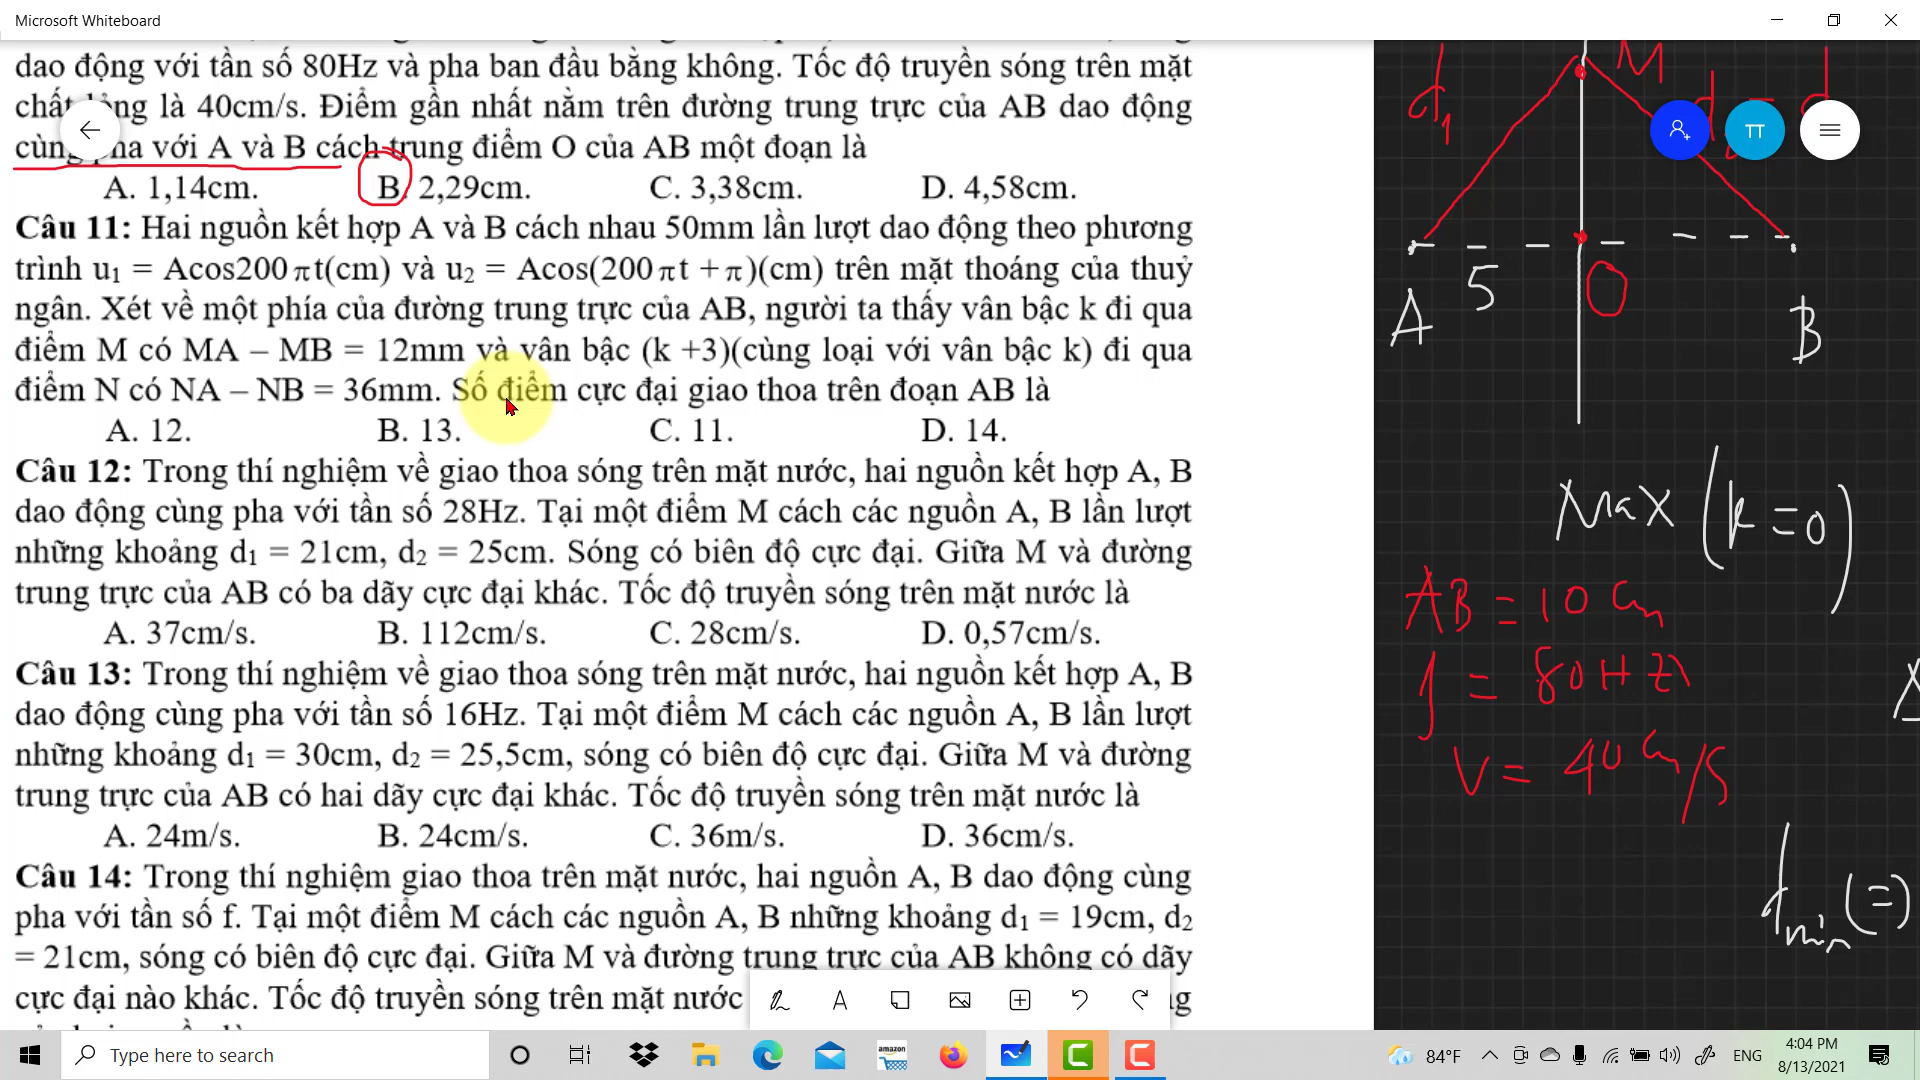 Microsoft Whiteboard
dao động với tần số 80Hz và pha ban đầu bằng không. Tốc độ truyền sóng trên mặt
chất lỏng là 40cm/s. Điểm gần nhất nằm trên đường trung trực của AB dao động
cùng pha với A và B cách trung điểm O của AB một đoạn là
A. 1,14cm. B. 2,29cm. C. 3,38cm. D. 4,58cm.
Câu 11: Hai nguồn kết hợp A và B cách nhau 50mm lần lượt dao động theo phương
trình u₁ = Acos200πt(cm) và u₂ = Acos(200πt +π)(cm) trên mặt thoáng của thuỷ
ngân. Xét về một phía của đường trung trực của AB, người ta thấy vân bậc k đi qua
điểm M có MA – MB = 12mm và vân bậc (k +3)(cùng loại với vân bậc k) đi qua
điểm N có NA – NB = 36mm. Số điểm cực đại giao thoa trên đoạn AB là
A. 12. B. 13. C. 11. D. 14.
Câu 12: Trong thí nghiệm về giao thoa sóng trên mặt nước, hai nguồn kết hợp A, B
dao động cùng pha với tần số 28Hz. Tại một điểm M cách các nguồn A, B lần lượt
những khoảng d₁ = 21cm, d₂ = 25cm. Sóng có biên độ cực đại. Giữa M và đường
trung trực của AB có ba dãy cực đại khác. Tốc độ truyền sóng trên mặt nước là
A. 37cm/s. B. 112cm/s. C. 28cm/s. D. 0,57cm/s.
Câu 13: Trong thí nghiệm về giao thoa sóng trên mặt nước, hai nguồn kết hợp A, B
dao động cùng pha với tần số 16Hz. Tại một điểm M cách các nguồn A, B lần lượt
những khoảng d₁ = 30cm, d₂ = 25,5cm, sóng có biên độ cực đại. Giữa M và đường
trung trực của AB có hai dãy cực đại khác. Tốc độ truyền sóng trên mặt nước là
A. 24m/s. B. 24cm/s. C. 36m/s. D. 36cm/s.
Câu 14: Trong thí nghiệm giao thoa trên mặt nước, hai nguồn A, B dao động cùng
pha với tần số f. Tại một điểm M cách các nguồn A, B những khoảng d₁ = 19cm, d₂
= 21cm, sóng có biên độ cực đại. Giữa M và đường trung trực của AB không có dãy
cực đại nào khác. Tốc độ truyền sóng trên mặt nước
M
d₁
TT
5
O
A
B
Max (k = 0)
AB = 10 cm
f = 80Hz
V = 40 cm/s
dmin (=)
A
Type here to search
amazon
84°F
ENG
4:04 PM
8/13/2021